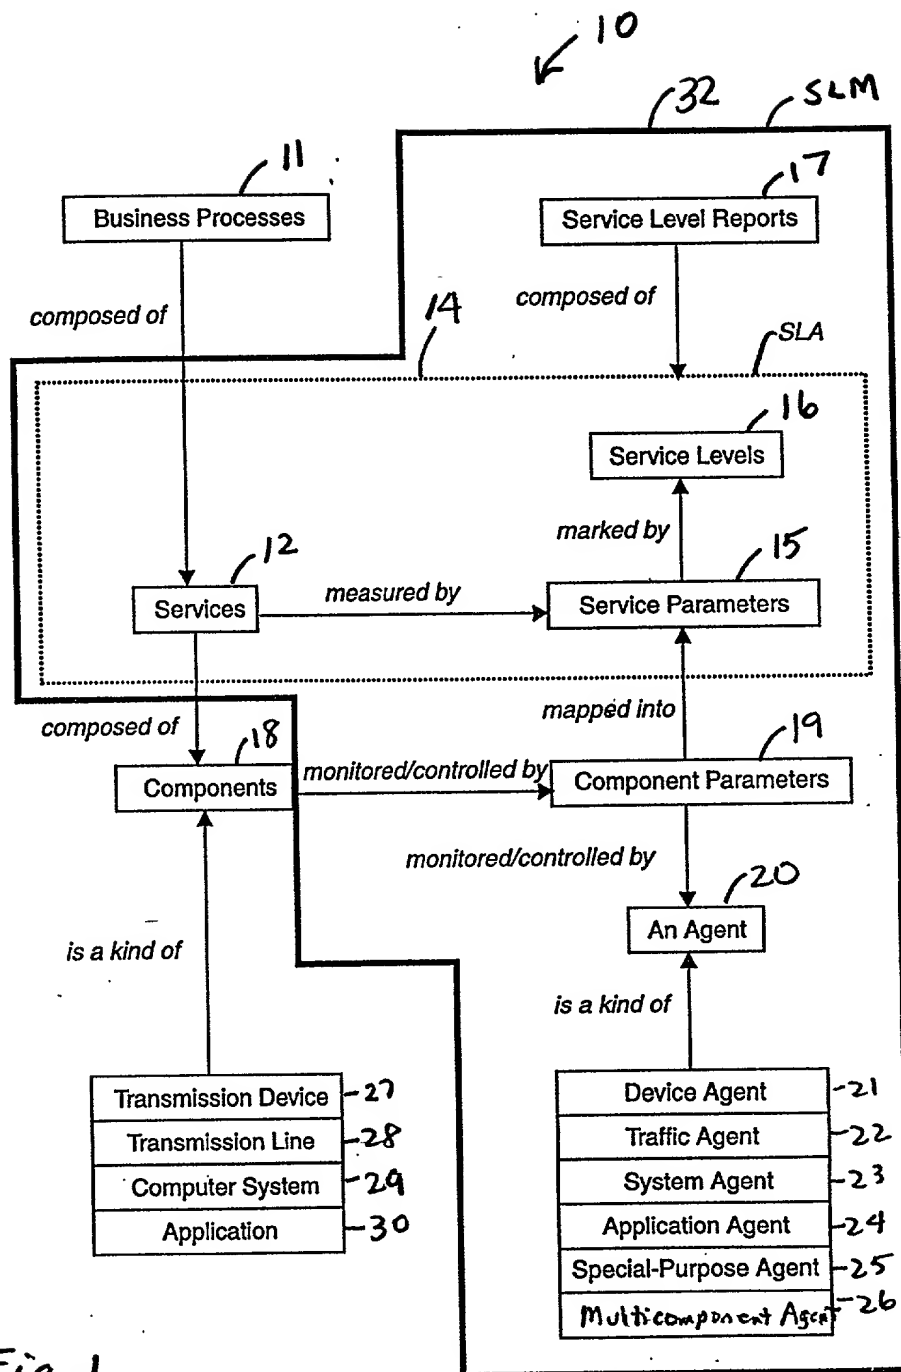 10
32
SLM
11
17
Business Processes
Service Level Reports
composed of
composed of
14
SLA
16
Service Levels
marked by
12
15
Services
measured by
Service Parameters
composed of
mapped into
18
19
Components
monitored/controlled by
Component Parameters
monitored/controlled by
20
An Agent
is a kind of
is a kind of
Transmission Device
27
Transmission Line
28
Computer System
29
Application
30
Device Agent
21
Traffic Agent
22
System Agent
23
Application Agent
24
Special-Purpose Agent
25
Multicomponent Agent
26
Fig. 1